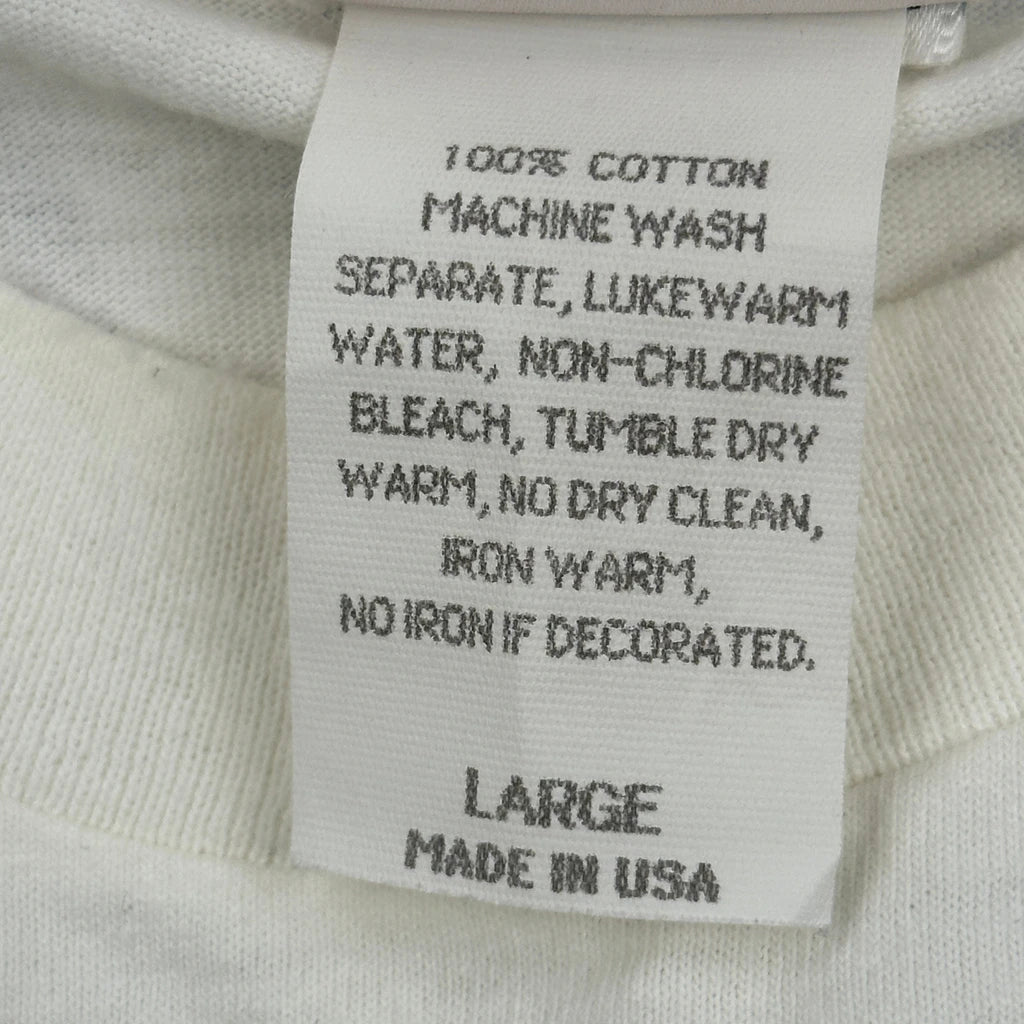 100% COTTON
MACHINE WASH
SEPARATE, LUKEWARM
WATER, NON-CHLORINE
BLEACH, TUMBLE DRY
WARM, NO DRY CLEAN,
IRON WARM,
NO IRON IF DECORATED.
LARGE
MADE IN USA